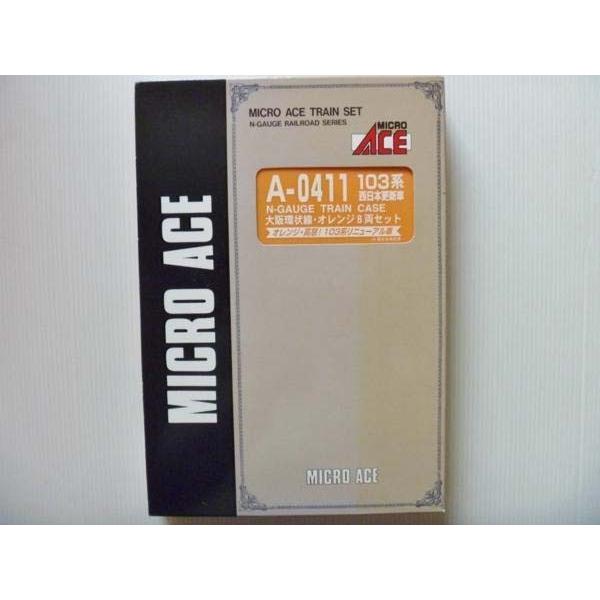 MICRO ACE
MICRO ACE TRAIN SET
N-GAUGE RAILROAD SERIES
MICRO
ACE
A-0411 103系
西日本更新車
N-GAUGE TRAIN CASE
大阪環状線・オレンジ8両セット
オレンジ・高窓!103系リニューアル車
MICRO ACE